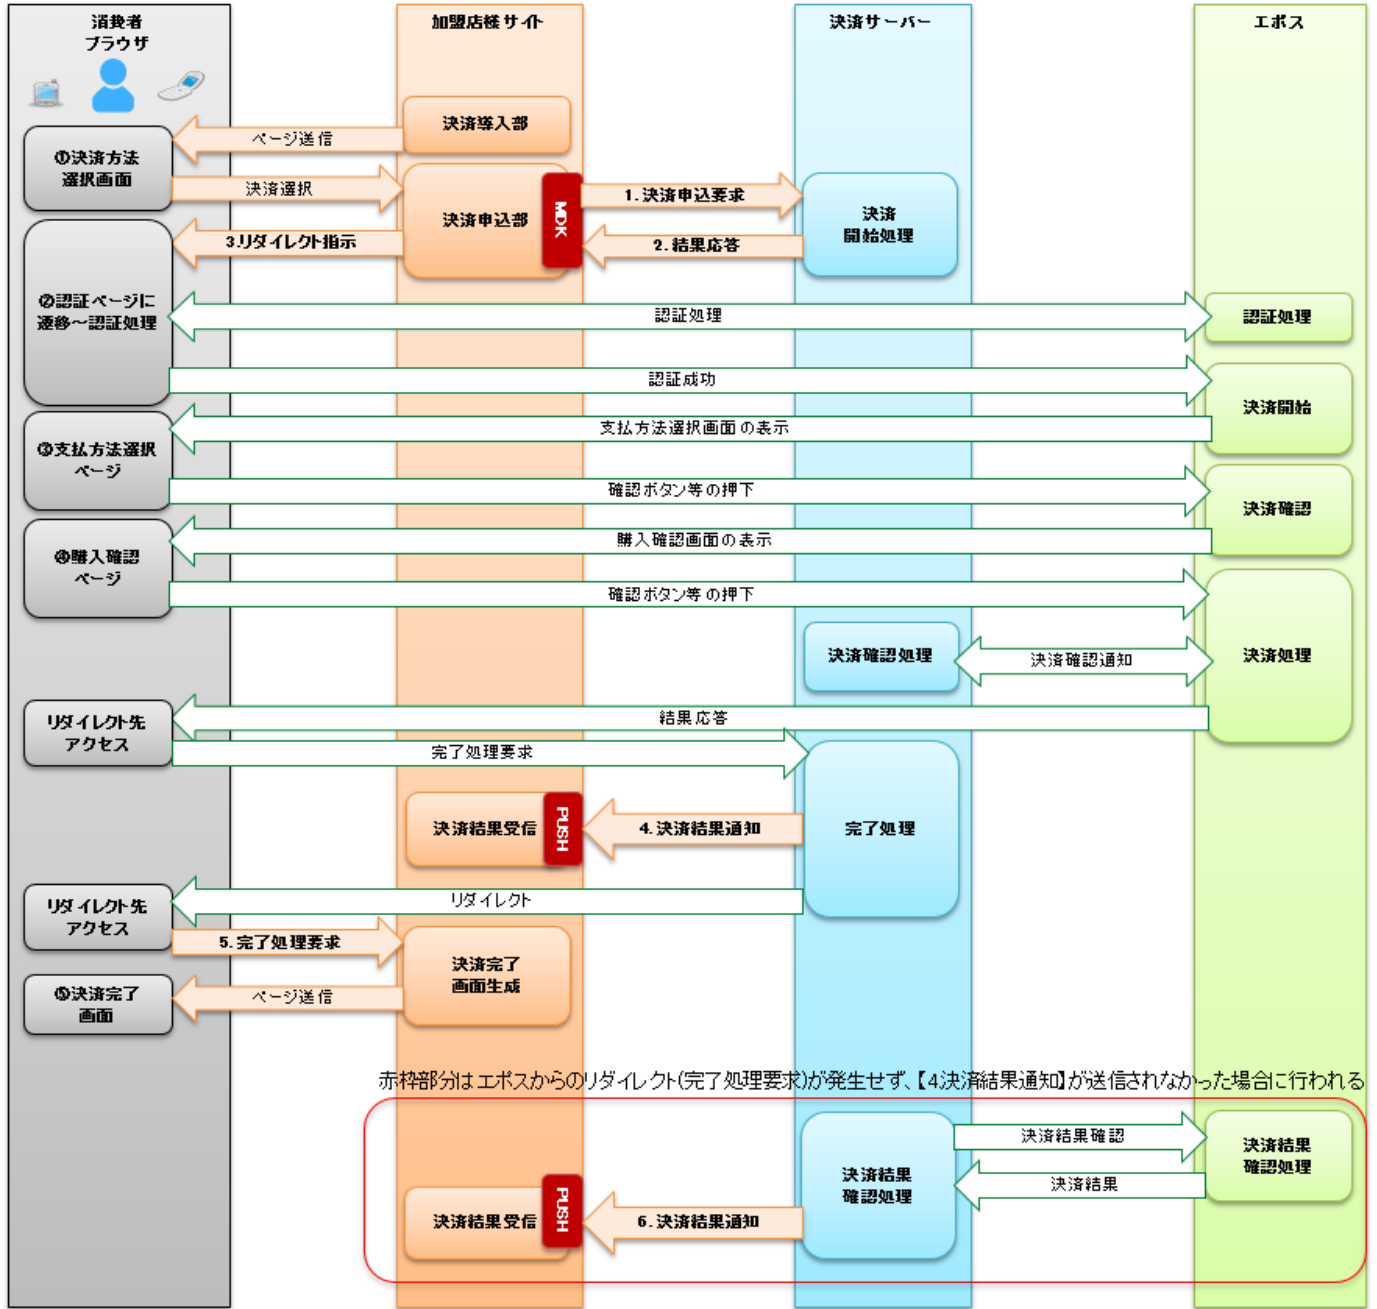 消費者
ブラウザ
加盟店様サイト
決済サーバー
エポス
決済導入部
ページ送信
①決済方法
選択画面
決済選択
決済申込部
MDK
1.決済申込要求
決済
開始処理
3.リダイレクト指示
2.結果応答
②認証ページに
遷移～認証処理
認証処理
認証処理
認証成功
決済開始
支払方法選択画面の表示
③支払方法選択
ページ
確認ボタン等の押下
決済確認
購入確認画面の表示
④購入確認
ページ
確認ボタン等の押下
決済確認処理
決済確認通知
決済処理
リダイレクト先
アクセス
結果応答
完了処理要求
決済結果受信
PUSH
4.決済結果通知
完了処理
リダイレクト先
アクセス
リダイレクト
5.完了処理要求
決済完了
画面生成
⑤決済完了
画面
ページ送信
赤枠部分はエポスからのリダイレクト(完了処理要求)が発生せず、【4.決済結果通知】が送信されなかった場合に行われる
決済結果確認
決済結果
確認処理
決済結果
確認処理
決済結果
決済結果受信
PUSH
6.決済結果通知